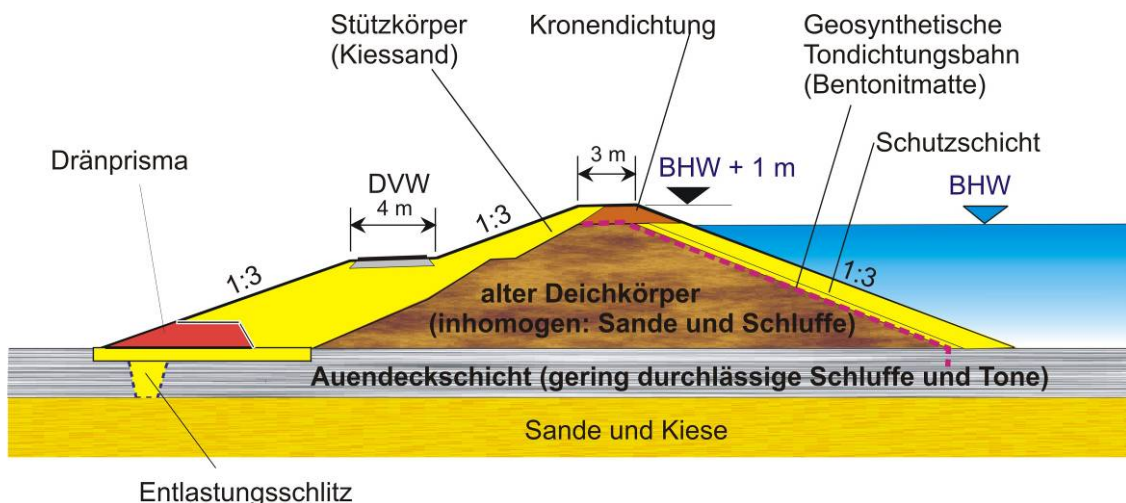 Stützkörper
(Kiessand)
Kronendichtung
Geosynthetische
Tondichtungsbahn
(Bentonitmatte)
Dränprisma
DVW
4 m
3 m
BHW + 1 m
Schutzschicht
BHW
1:3
1:3
1:3
alter Deichkörper
(inhomogen: Sande und Schluffe)
Auendeckschicht (gering durchlässige Schluffe und Tone)
Sande und Kiese
Entlastungsschlitz